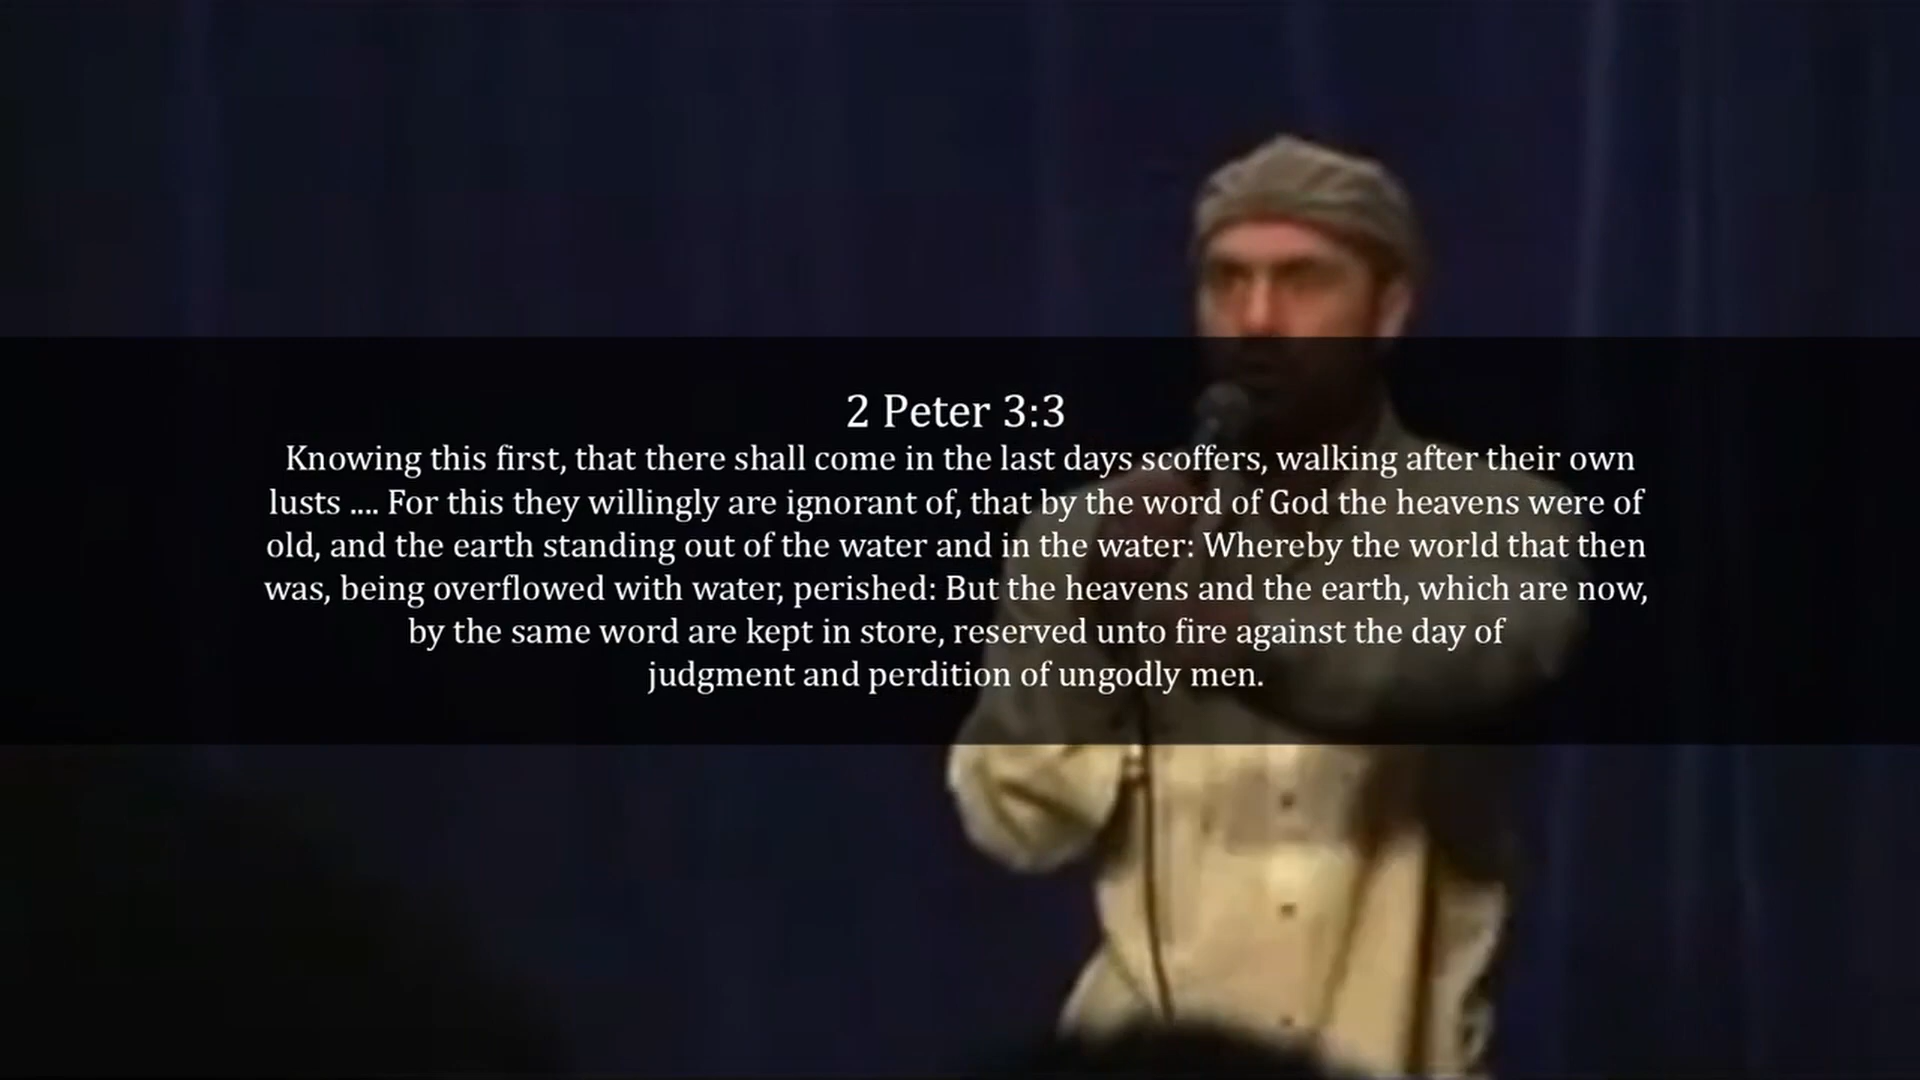 2 Peter 3:3
Knowing this first, that there shall come in the last days scoffers, walking after their own
lusts .... For this they willingly are ignorant of, that by the word of God the heavens were of
old, and the earth standing out of the water and in the water: Whereby the world that then
was, being overflowed with water, perished: But the heavens and the earth, which are now,
by the same word are kept in store, reserved unto fire against the day of
judgment and perdition of ungodly men.